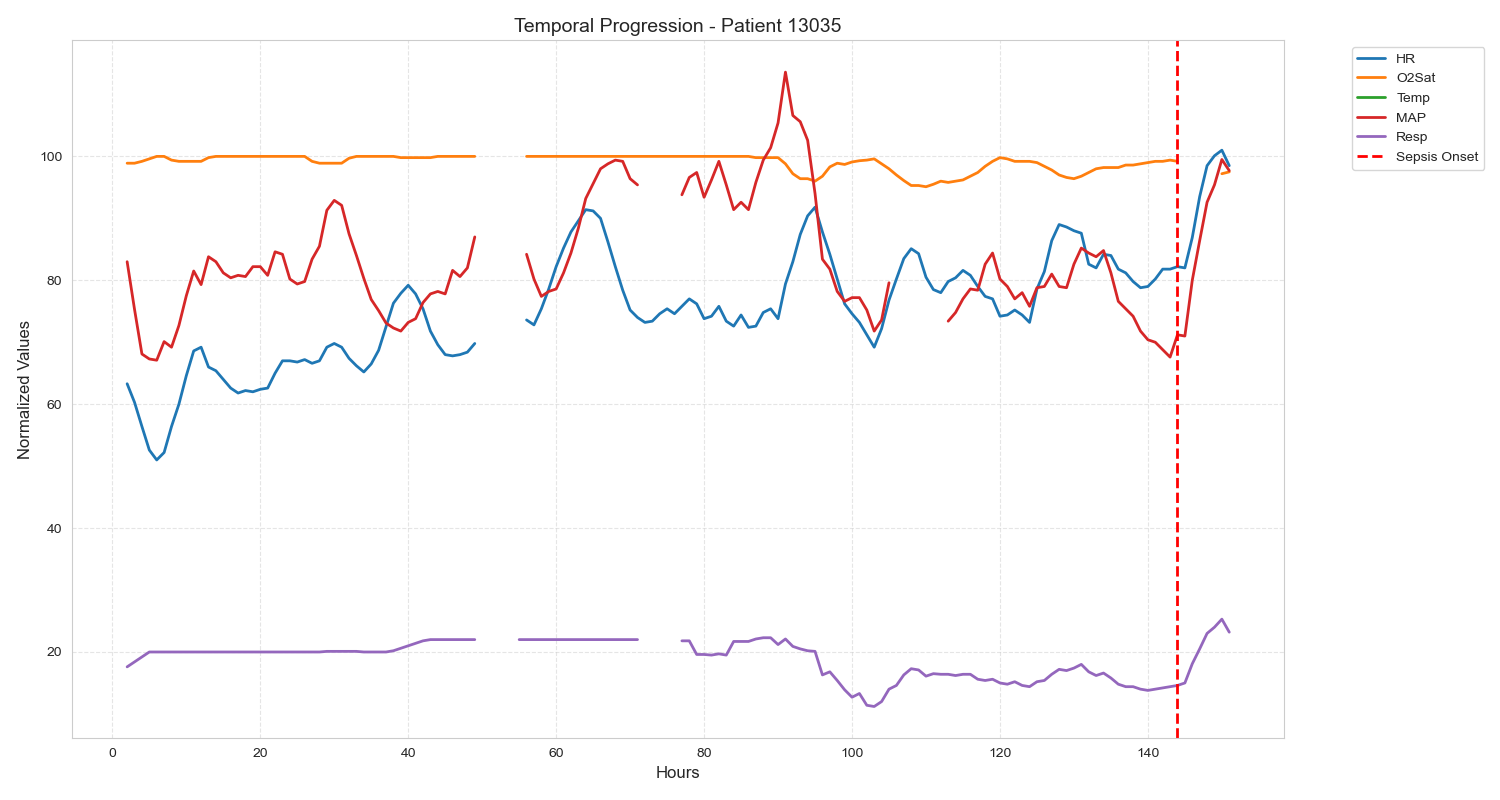 Temporal Progression - Patient 13035
HR
O2Sat
Temp
MAP
Resp
Sepsis Onset
Normalized Values
100
80
60
40
20
0 20 40 60 80 100 120 140
Hours